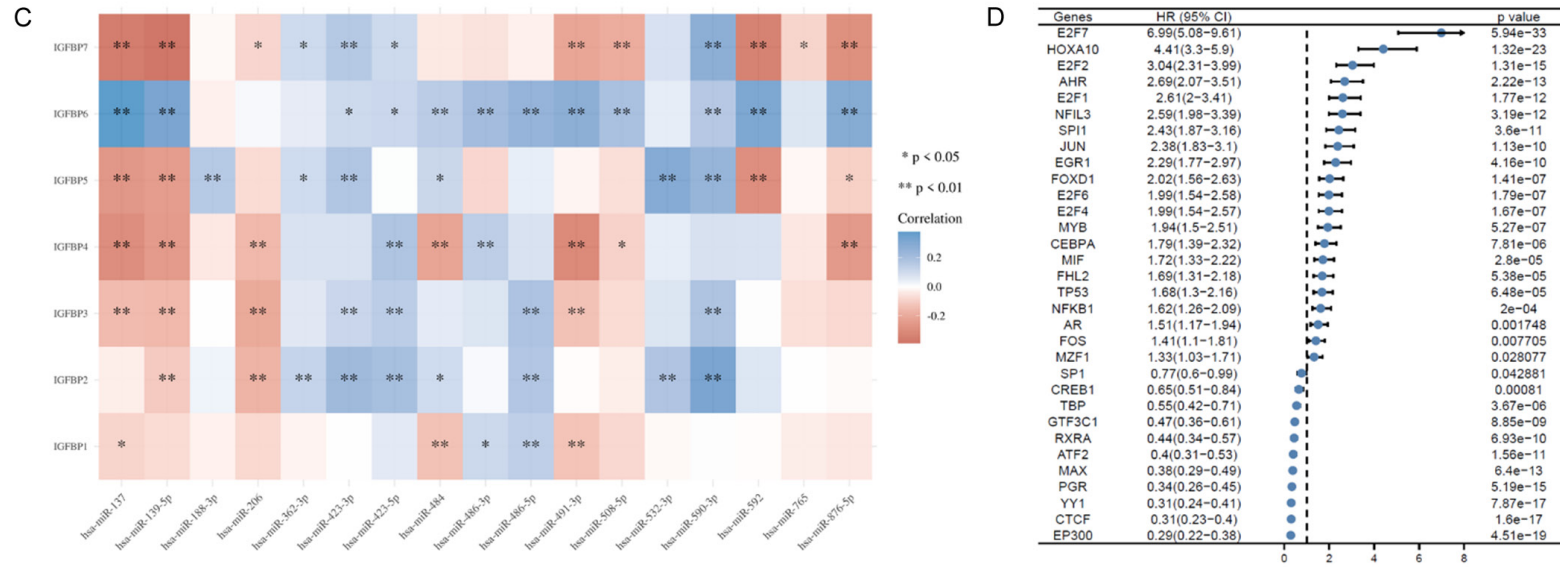 C
IGFBP7 ** ** * * ** * ** ** ** ** * **
IGFBP6 ** ** * * ** ** ** ** ** ** ** **
IGFBP5 ** ** ** * ** * ** ** ** *
IGFBP4 ** ** ** ** ** ** ** * **
IGFBP3 ** ** ** ** ** ** ** **
IGFBP2 ** ** ** ** ** * ** ** **
IGFBP1 * ** * ** **
hsa-miR-137 hsa-miR-139-5p hsa-miR-188-3p hsa-miR-206 hsa-miR-362-3p hsa-miR-423-3p hsa-miR-423-5p hsa-miR-484 hsa-miR-486-3p hsa-miR-486-5p hsa-miR-491-3p hsa-miR-508-5p hsa-miR-532-3p hsa-miR-590-3p hsa-miR-592 hsa-miR-765 hsa-miR-876-5p
* p < 0.05
** p < 0.01
Correlation
0.2
0.0
-0.2
D
Genes HR (95% CI) p value
E2F7 6.99(5.08−9.61) 5.94e−33
HOXA10 4.41(3.3−5.9) 1.32e−23
E2F2 3.04(2.31−3.99) 1.31e−15
AHR 2.69(2.07−3.51) 2.22e−13
E2F1 2.61(2−3.41) 1.77e−12
NFIL3 2.59(1.98−3.39) 3.19e−12
SPI1 2.43(1.87−3.16) 3.6e−11
JUN 2.38(1.83−3.1) 1.13e−10
EGR1 2.29(1.77−2.97) 4.16e−10
FOXD1 2.02(1.56−2.63) 1.41e−07
E2F6 1.99(1.54−2.58) 1.79e−07
E2F4 1.99(1.54−2.57) 1.67e−07
MYB 1.94(1.5−2.51) 5.27e−07
CEBPA 1.79(1.39−2.32) 7.81e−06
MIF 1.72(1.33−2.22) 2.8e−05
FHL2 1.69(1.31−2.18) 5.38e−05
TP53 1.68(1.3−2.16) 6.48e−05
NFKB1 1.62(1.26−2.09) 2e−04
AR 1.51(1.17−1.94) 0.001748
FOS 1.41(1.1−1.81) 0.007705
MZF1 1.33(1.03−1.71) 0.028077
SP1 0.77(0.6−0.99) 0.042881
CREB1 0.65(0.51−0.84) 0.00081
TBP 0.55(0.42−0.71) 3.67e−06
GTF3C1 0.47(0.36−0.61) 8.85e−09
RXRA 0.44(0.34−0.57) 6.93e−10
ATF2 0.4(0.31−0.53) 1.56e−11
MAX 0.38(0.29−0.49) 6.4e−13
PGR 0.34(0.26−0.45) 5.19e−15
YY1 0.31(0.24−0.41) 7.87e−17
CTCF 0.31(0.23−0.4) 1.6e−17
EP300 0.29(0.22−0.38) 4.51e−19
0 2 4 6 8